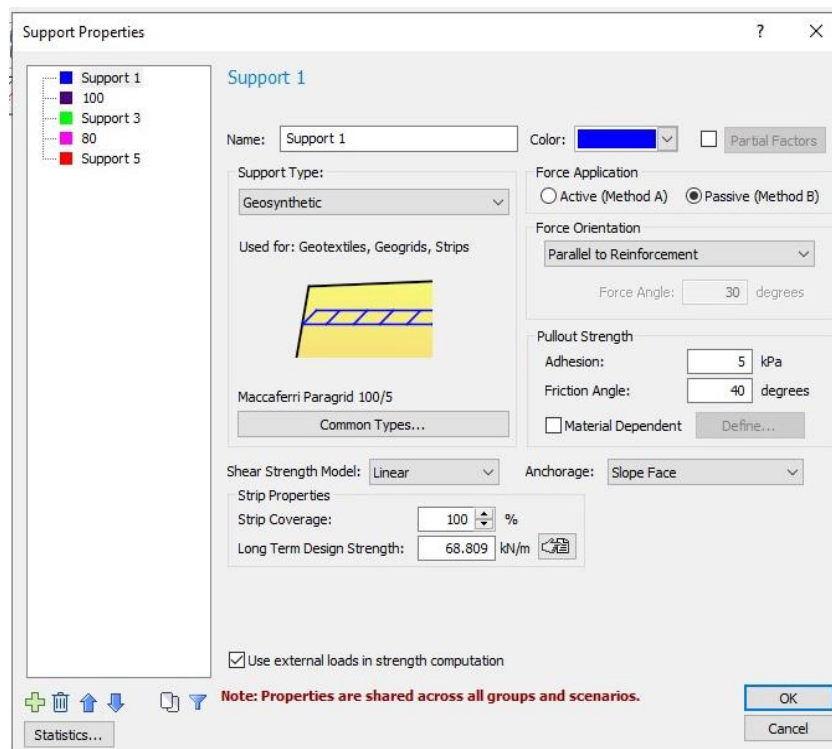 Support Properties
?
Support 1
100
Support 3
80
Support 5
Support 1
Name: Support 1 Color: Partial Factors
Support Type:
Geosynthetic
Used for: Geotextiles, Geogrids, Strips
Maccaferri Paragrid 100/5
Common Types...
Force Application
Active (Method A) Passive (Method B)
Force Orientation
Parallel to Reinforcement
Force Angle: 30 degrees
Pullout Strength
Adhesion: 5 kPa
Friction Angle: 40 degrees
Material Dependent Define...
Shear Strength Model: Linear Anchorage: Slope Face
Strip Properties
Strip Coverage: 100 %
Long Term Design Strength: 68.809 kN/m
Use external loads in strength computation
Note: Properties are shared across all groups and scenarios.
Statistics...
OK
Cancel